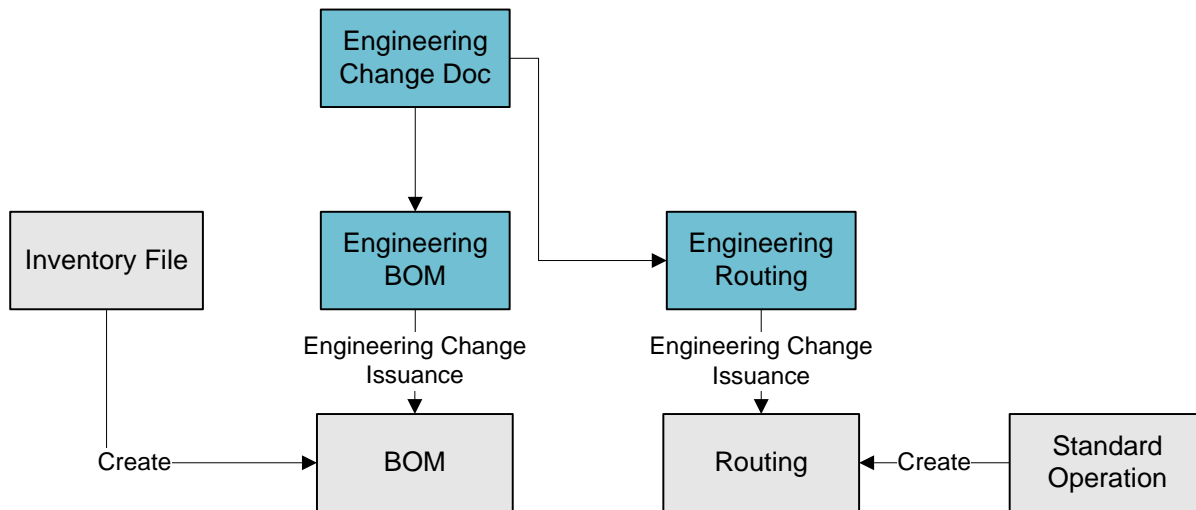 Engineering
Change Doc
Inventory File
Engineering
BOM
Engineering
Routing
Engineering Change
Issuance
Engineering Change
Issuance
Create
BOM
Routing
Create
Standard
Operation